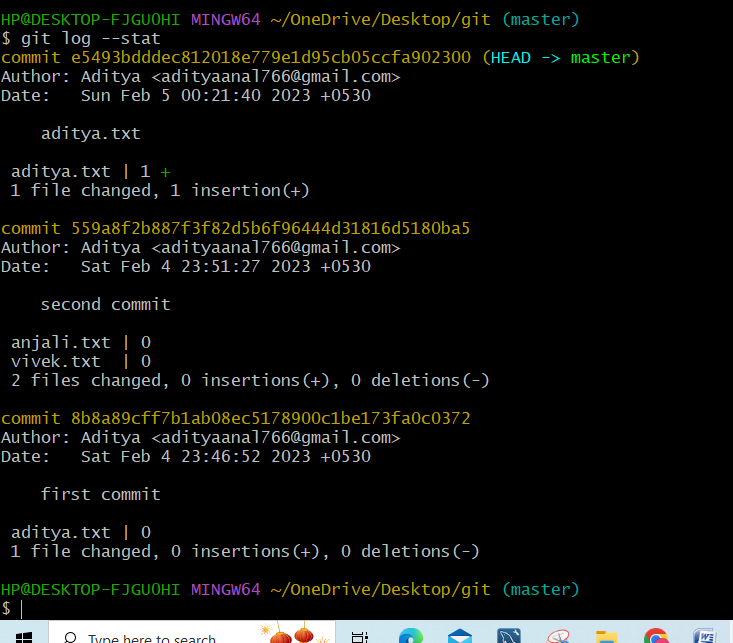 HP@DESKTOP-FJGU0HI MINGW64 ~/OneDrive/Desktop/git (master)
$ git log --stat
commit e5493bdddec812018e779e1d95cb05ccfa902300 (HEAD -> master)
Author: Aditya <adityaanal766@gmail.com>
Date:   Sun Feb 5 00:21:40 2023 +0530

    aditya.txt

 aditya.txt | 1 +
 1 file changed, 1 insertion(+)

commit 559a8f2b887f3f82d5b6f96444d31816d5180ba5
Author: Aditya <adityaanal766@gmail.com>
Date:   Sat Feb 4 23:51:27 2023 +0530

    second commit

 anjali.txt | 0
 vivek.txt  | 0
 2 files changed, 0 insertions(+), 0 deletions(-)

commit 8b8a89cff7b1ab08ec5178900c1be173fa0c0372
Author: Aditya <adityaanal766@gmail.com>
Date:   Sat Feb 4 23:46:52 2023 +0530

    first commit

 aditya.txt | 0
 1 file changed, 0 insertions(+), 0 deletions(-)

HP@DESKTOP-FJGU0HI MINGW64 ~/OneDrive/Desktop/git (master)
$
Type here to search